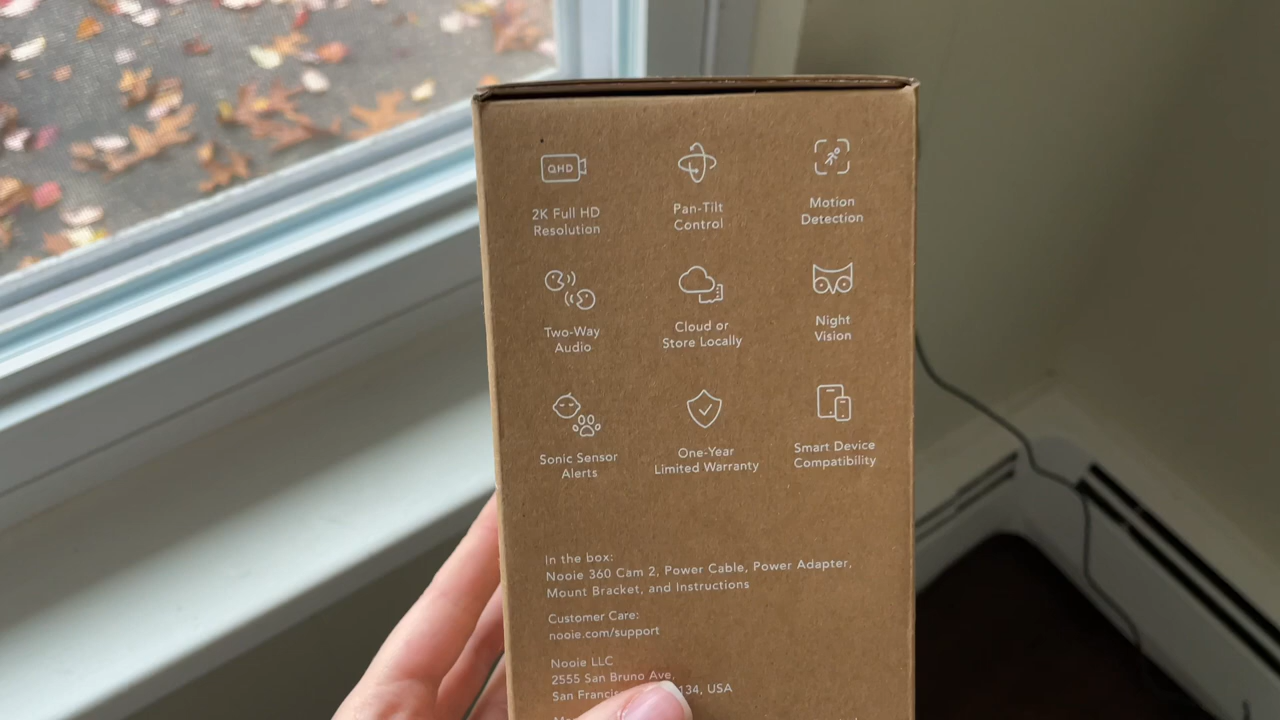 QHD
2K Full HD
Resolution
Pan-Tilt
Control
Motion
Detection
Two-Way
Audio
Cloud or
Store Locally
Night
Vision
Sonic Sensor
Alerts
One-Year
Limited Warranty
Smart Device
Compatibility
In the box:
Nooie 360 Cam 2, Power Cable, Power Adapter,
Mount Bracket, and Instructions
Customer Care:
nooie.com/support
Nooie LLC
2555 San Bruno Ave,
San 134, USA